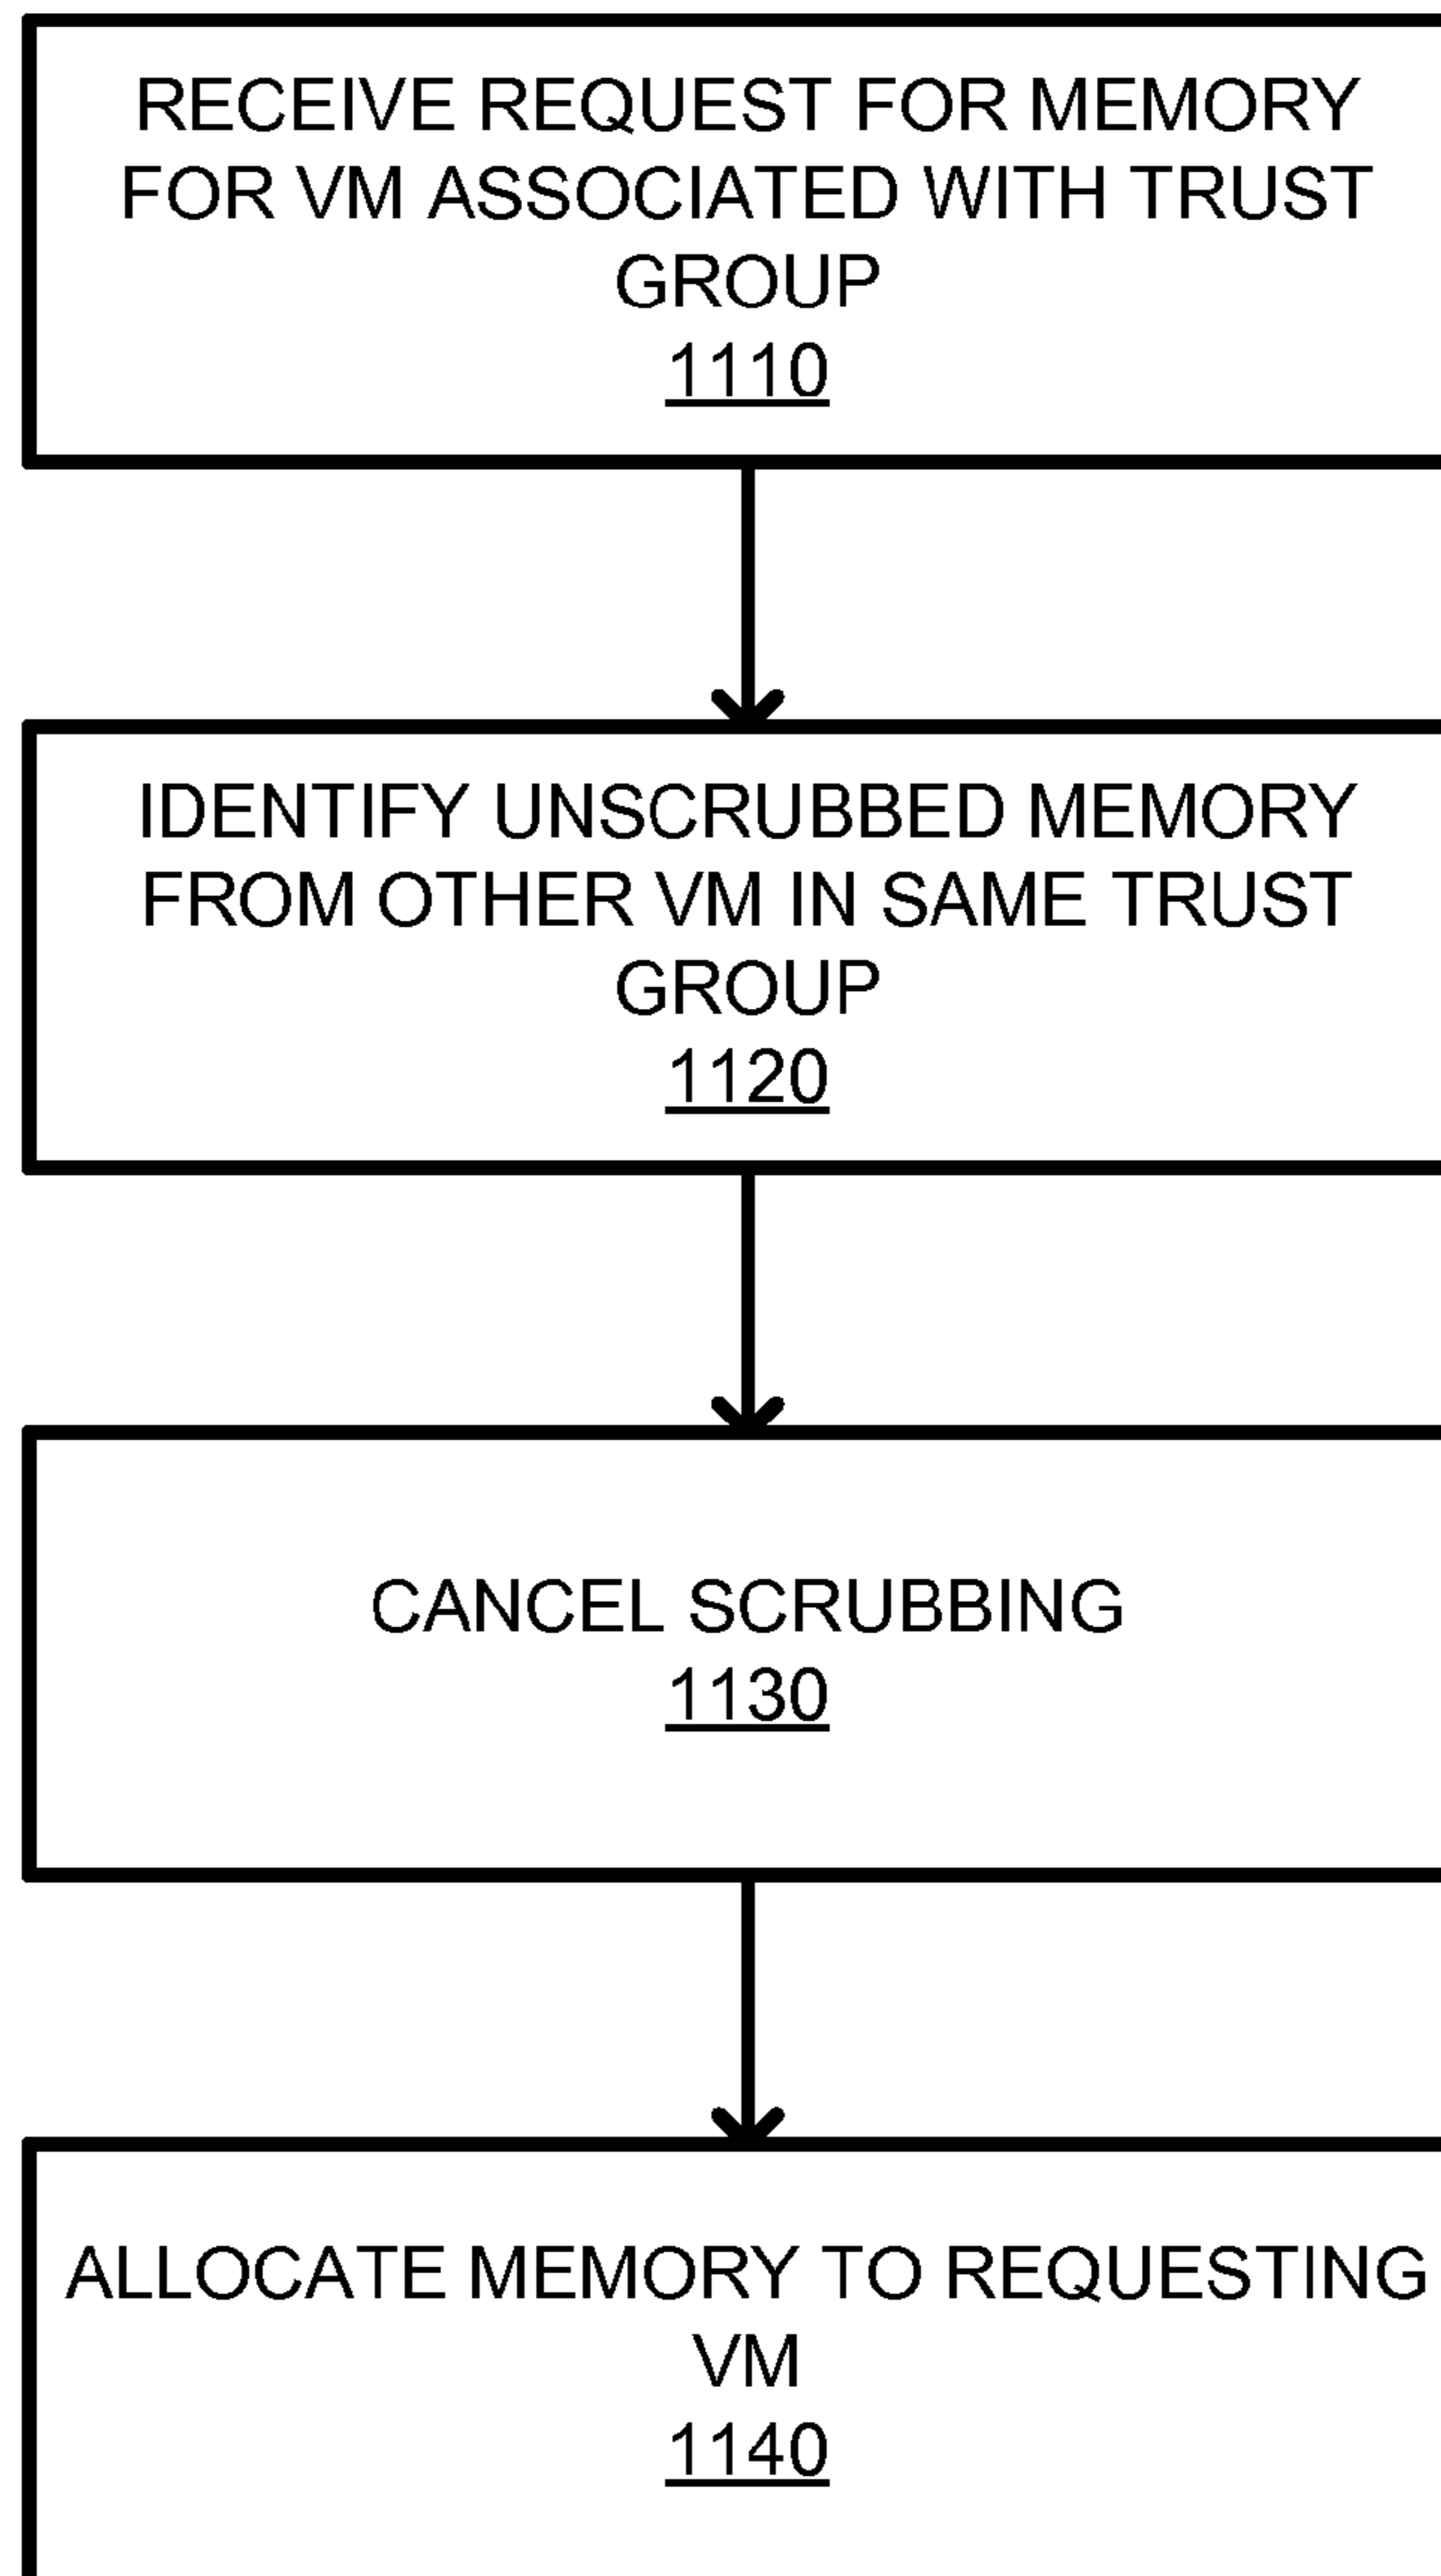 RECEIVE REQUEST FOR MEMORY
FOR VM ASSOCIATED WITH TRUST
GROUP
1110
IDENTIFY UNSCRUBBED MEMORY
FROM OTHER VM IN SAME TRUST
GROUP
1120
CANCEL SCRUBBING
1130
ALLOCATE MEMORY TO REQUESTING
VM
1140